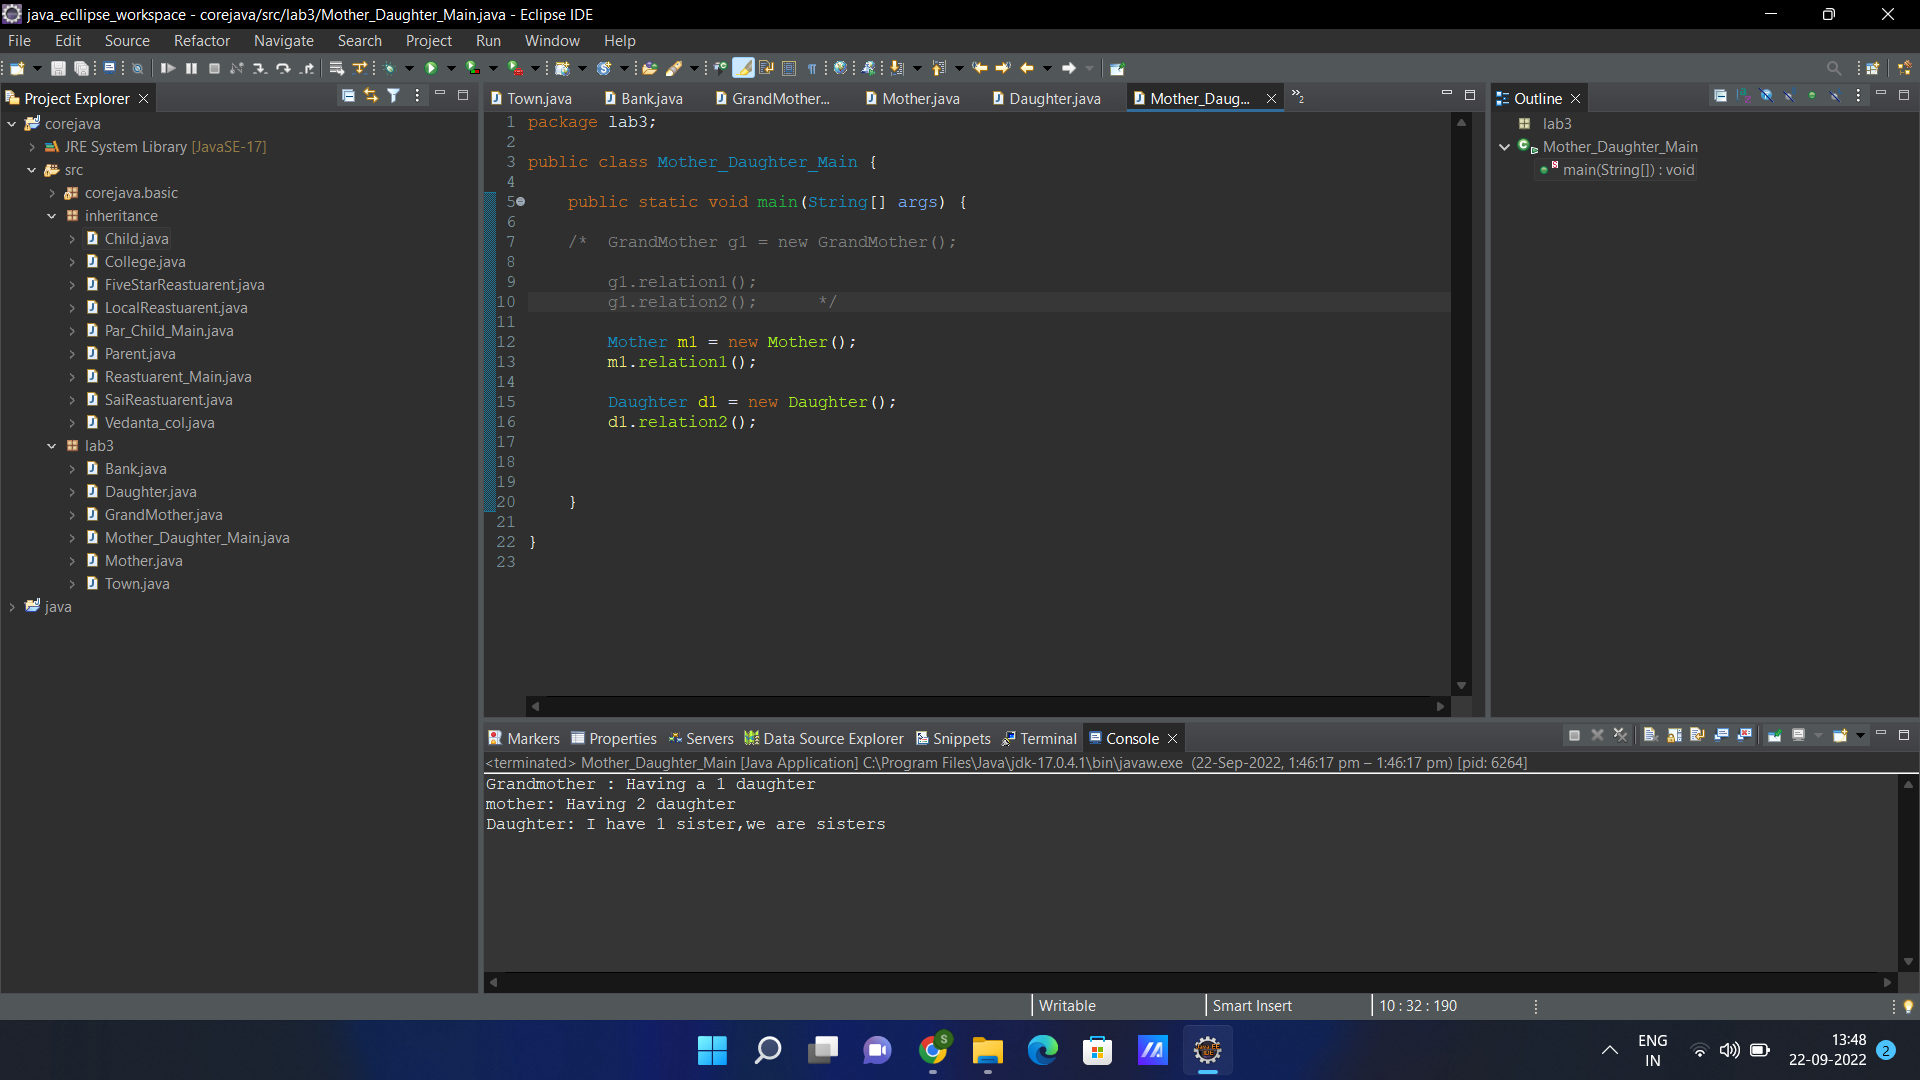 java_ecllipse_workspace - corejava/src/lab3/Mother_Daughter_Main.java - Eclipse IDE
File Edit Source Refactor Navigate Search Project Run Window Help
Project Explorer
corejava
JRE System Library [JavaSE-17]
src
corejava.basic
inheritance
Child.java
College.java
FiveStarReastuarent.java
LocalReastuarent.java
Par_Child_Main.java
Parent.java
Reastuarent_Main.java
SaiReastuarent.java
Vedanta_col.java
lab3
Bank.java
Daughter.java
GrandMother.java
Mother_Daughter_Main.java
Mother.java
Town.java
java
Town.java Bank.java GrandMother... Mother.java Daughter.java Mother_Daug... »2
1 package lab3;
2
3 public class Mother_Daughter_Main {
4
5 public static void main(String[] args) {
6
7 /* GrandMother g1 = new GrandMother();
8
9 g1.relation1();
10 g1.relation2(); */
11
12 Mother m1 = new Mother();
13 m1.relation1();
14
15 Daughter d1 = new Daughter();
16 d1.relation2();
17
18
19
20 }
21
22 }
23
Outline
lab3
Mother_Daughter_Main
main(String[]) : void
Markers Properties Servers Data Source Explorer Snippets Terminal Console
<terminated> Mother_Daughter_Main [Java Application] C:\Program Files\Java\jdk-17.0.4.1\bin\javaw.exe (22-Sep-2022, 1:46:17 pm – 1:46:17 pm) [pid: 6264]
Grandmother : Having a 1 daughter
mother: Having 2 daughter
Daughter: I have 1 sister,we are sisters
Writable Smart Insert 10 : 32 : 190
S
ENG
IN
13:48
22-09-2022
2